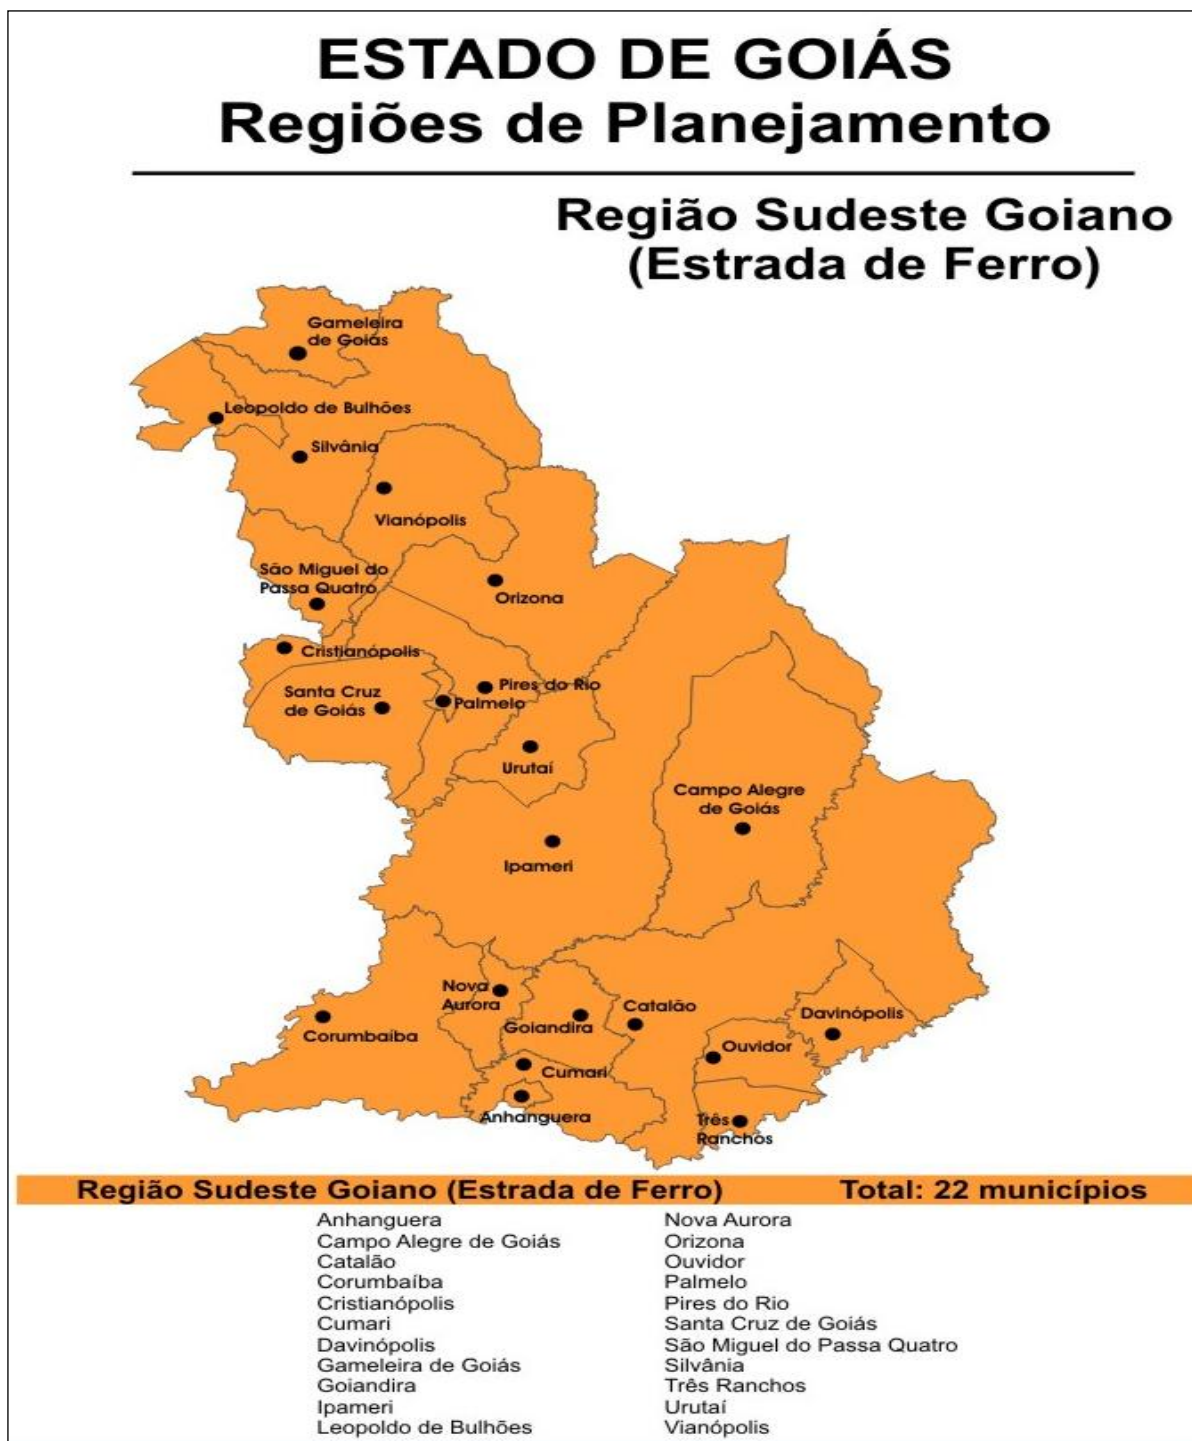 ESTADO DE GOIÁS
Regiões de Planejamento
Região Sudeste Goiano
(Estrada de Ferro)
Gameleira
de Goiás
Leopoldo de Bulhões
Silvânia
Vianópolis
São Miguel do
Passa Quatro
Orizona
Cristianópolis
Santa Cruz
de Goiás
Pires do Rio
Palmelo
Urutaí
Campo Alegre
de Goiás
Ipameri
Nova
Aurora
Goiandira
Catalão
Davinópolis
Corumbaíba
Ouvidor
Cumari
Anhanguera
Três
Ranchos
Região Sudeste Goiano (Estrada de Ferro) Total: 22 municípios
Anhanguera
Campo Alegre de Goiás
Catalão
Corumbaíba
Cristianópolis
Cumari
Davinópolis
Gameleira de Goiás
Goiandira
Ipameri
Leopoldo de Bulhões
Nova Aurora
Orizona
Ouvidor
Palmelo
Pires do Rio
Santa Cruz de Goiás
São Miguel do Passa Quatro
Silvânia
Três Ranchos
Urutaí
Vianópolis